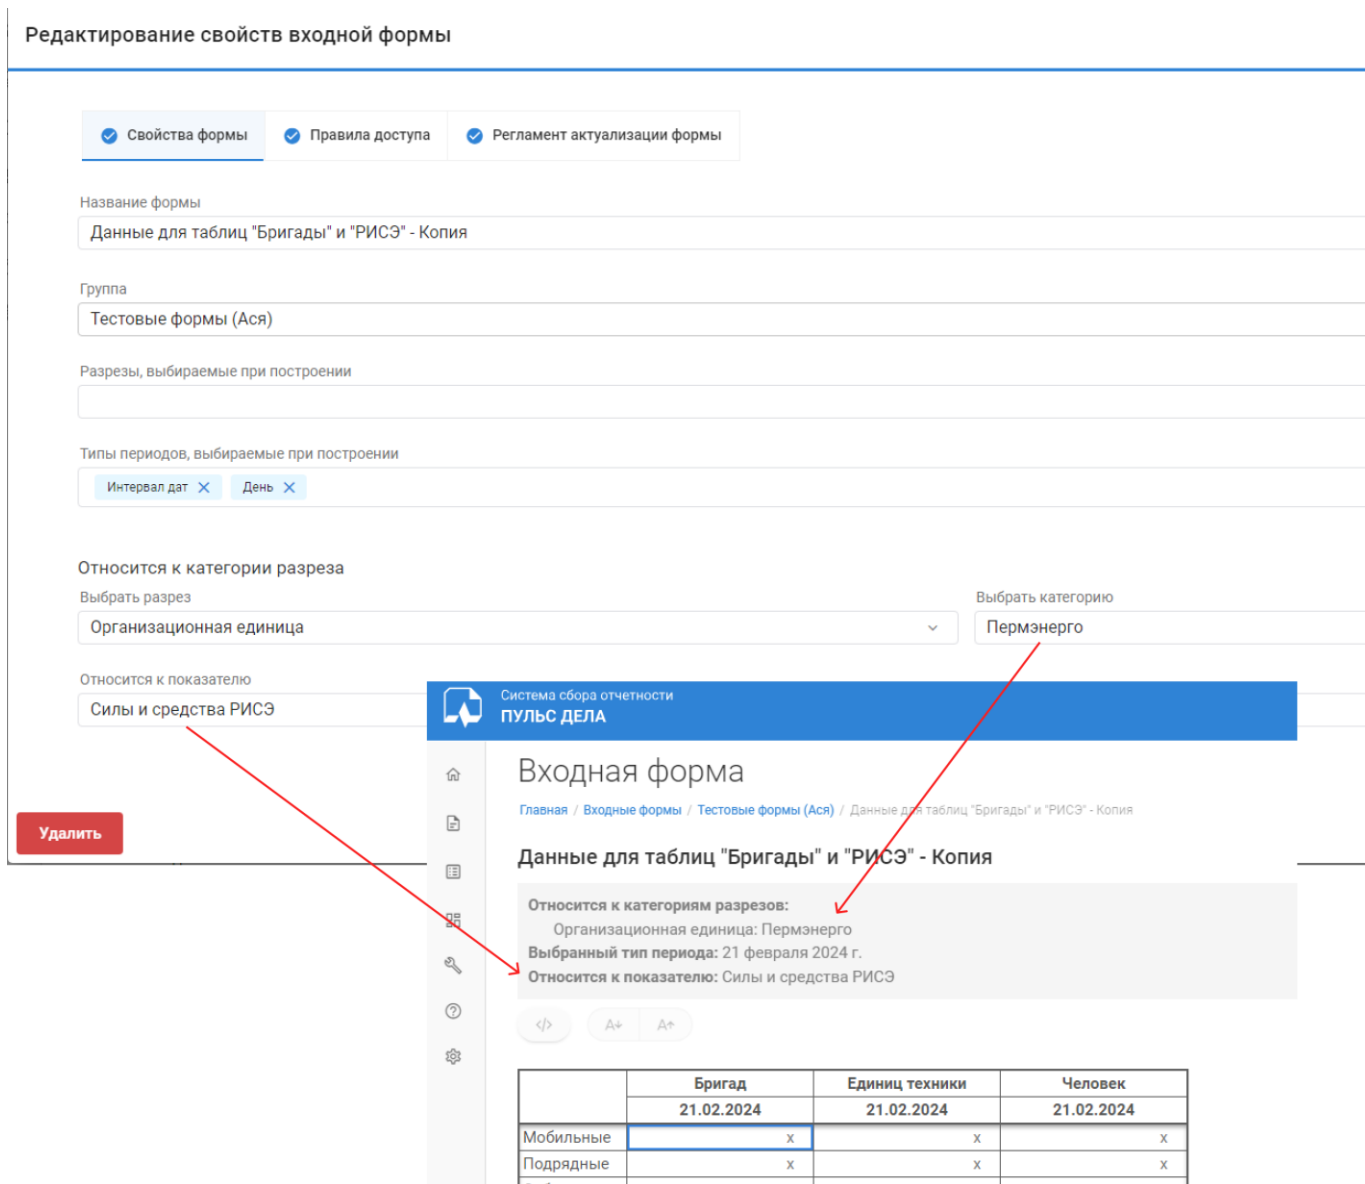 Редактирование свойств входной формы
Свойства формы
Правила доступа
Регламент актуализации формы
Название формы
Данные для таблиц "Бригады" и "РИСЭ" - Копия
Группа
Тестовые формы (Ася)
Разрезы, выбираемые при построении
Типы периодов, выбираемые при построении
Интервал дат
День
Относится к категории разреза
Выбрать разрез
Выбрать категорию
Организационная единица
Пермэнерго
Относится к показателю
Силы и средства РИСЭ
Удалить
Система сбора отчетности
ПУЛЬС ДЕЛА
Входная форма
Главная / Входные формы / Тестовые формы (Ася) / Данные для таблиц "Бригады" и "РИСЭ" - Копия
Данные для таблиц "Бригады" и "РИСЭ" - Копия
Относится к категориям разрезов:
Организационная единица: Пермэнерго
Выбранный тип периода: 21 февраля 2024 г.
Относится к показателю: Силы и средства РИСЭ
</> A A
Бригад Единиц техники Человек
21.02.2024 21.02.2024 21.02.2024
Мобильные x x x
Подрядные x x x